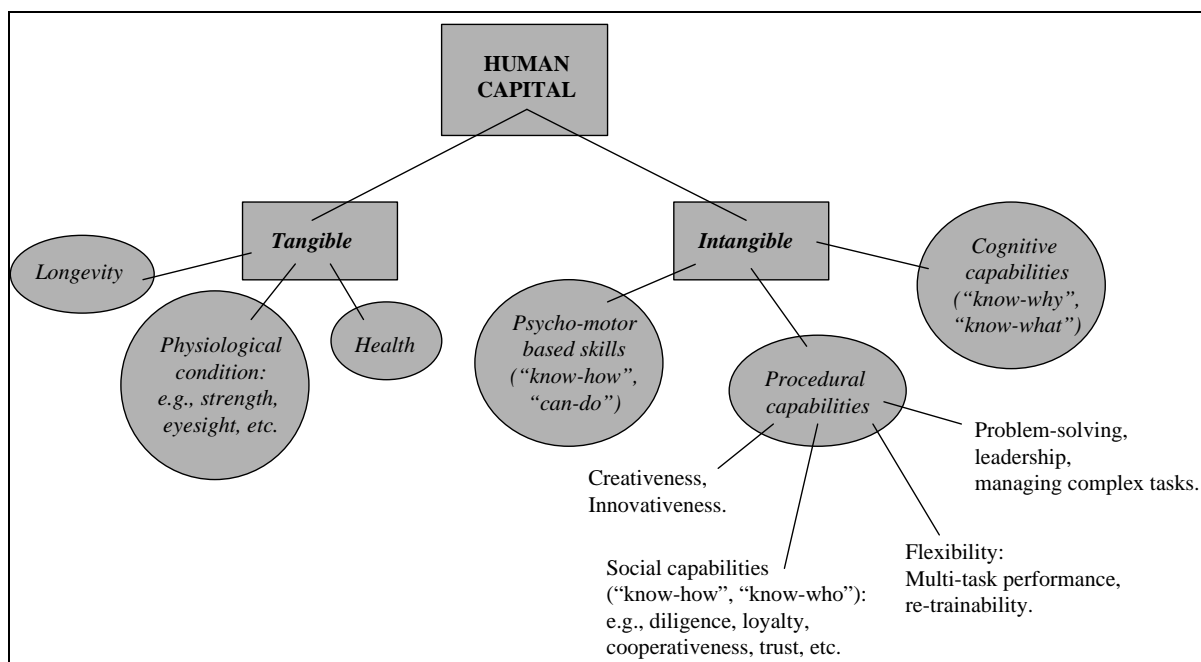 HUMAN
CAPITAL
Tangible
Longevity
Physiological
condition:
e.g., strength,
eyesight, etc.
Health
Intangible
Psycho-motor
based skills
(“know-how”,
“can-do”)
Procedural
capabilities
Cognitive
capabilities
(“know-why”,
“know-what”)
Creativeness,
Innovativeness.
Social capabilities
(“know-how”, “know-who”):
e.g., diligence, loyalty,
cooperativeness, trust, etc.
Flexibility:
Multi-task performance,
re-trainability.
Problem-solving,
leadership,
managing complex tasks.